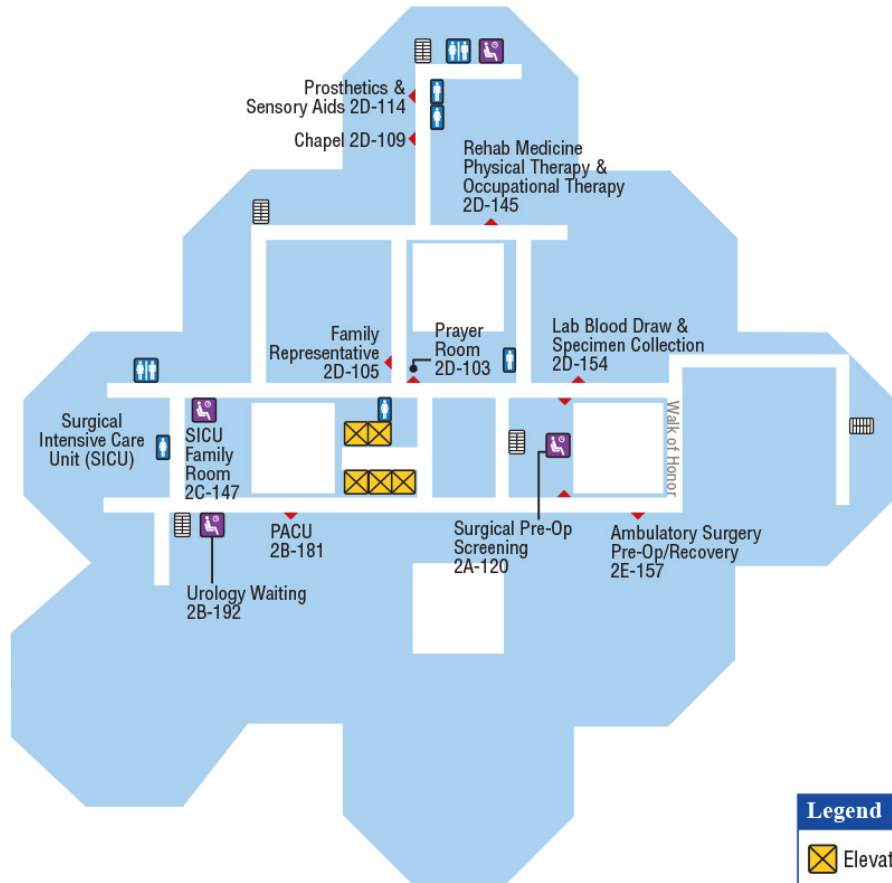 Prosthetics &
Sensory Aids 2D-114
Chapel 2D-109
Rehab Medicine
Physical Therapy &
Occupational Therapy
2D-145
Family
Representative
2D-105
Prayer
Room
2D-103
Lab Blood Draw &
Specimen Collection
2D-154
Surgical
Intensive Care
Unit (SICU)
SICU
Family
Room
2C-147
Walk of Honor
PACU
2B-181
Surgical Pre-Op
Screening
2A-120
Ambulatory Surgery
Pre-Op/Recovery
2E-157
Urology Waiting
2B-192
Legend
Elevat